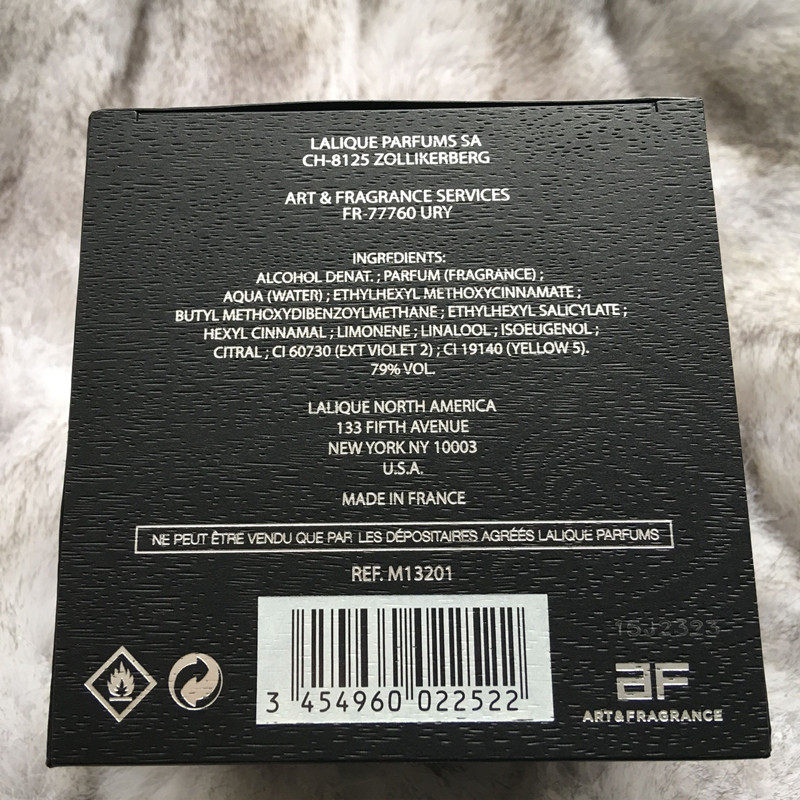 LALIQUE PARFUMS SA
CH-8125 ZOLLIKERBERG
ART & FRAGRANCE SERVICES
FR-77760 URY
INGREDIENTS:
ALCOHOL DENAT. ; PARFUM (FRAGRANCE) ;
AQUA (WATER) ; ETHYLHEXYL METHOXYCINNAMATE ;
BUTYL METHOXYDIBENZOYLMETHANE ; ETHYLHEXYL SALICYLATE ;
HEXYL CINNAMAL ; LIMONENE ; LINALOOL ; ISOEUGENOL ;
CITRAL ; CI 60730 (EXT VIOLET 2) ; CI 19140 (YELLOW 5).
79% VOL.
LALIQUE NORTH AMERICA
133 FIFTH AVENUE
NEW YORK NY 10003
U.S.A.
MADE IN FRANCE
NE PEUT ÊTRE VENDU QUE PAR LES DÉPOSITAIRES AGRÉÉS LALIQUE PARFUMS
REF. M13201
15J2323
3 454960 022522
aF
ART&FRAGRANCE